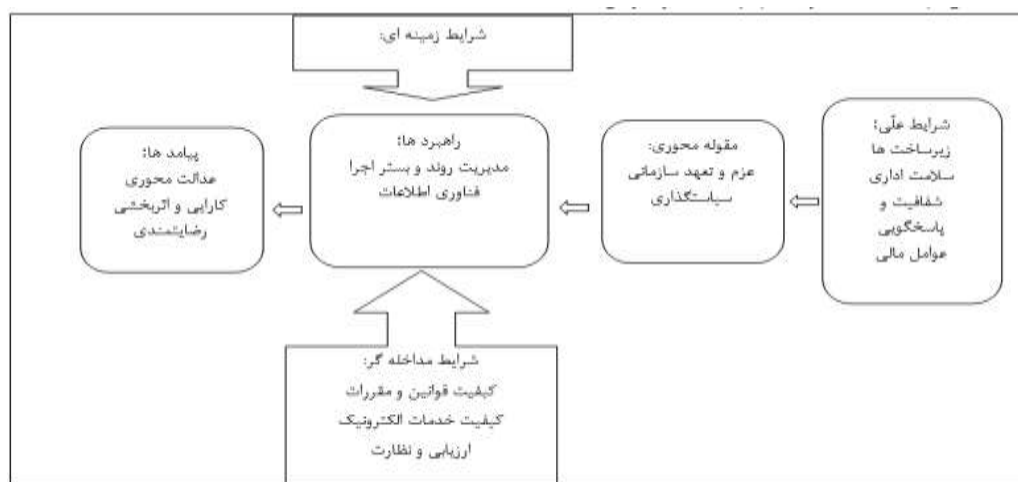 شرایط زمینه ای:
شرایط علّی؛
زیرساخت ها
سلامت اداری
شفافیت و
پاسخگویی
عوامل مالی
مقوله محوری:
عزم و تعهد سازمانی
سیاستگذاری
راهبرد ها؛
مدیریت روند و بستر اجرا
فناوری اطلاعات
پیامد ها؛
عدالت محوری
کارایی و اثربخشی
رضایتمندی
شرایط مداخله گر:
کیفیت قوانین و مقررات
کیفیت خدمات الکترونیک
ارزیابی و نظارت